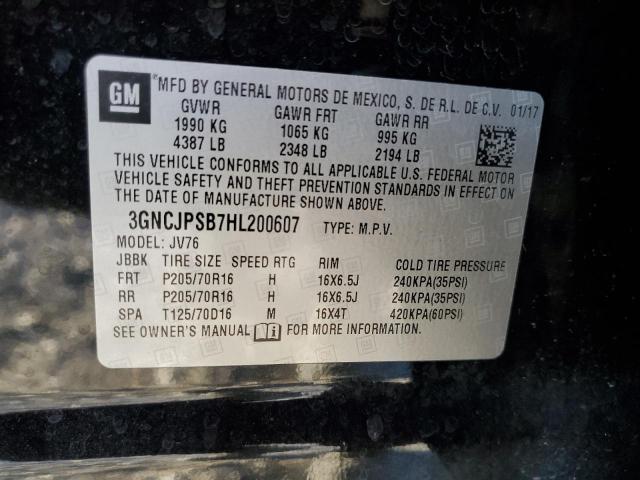 GM
MFD BY GENERAL MOTORS DE MEXICO, S. DE R.L. DE C.V. 01/17
GVWR GAWR FRT GAWR RR
1990 KG 1065 KG 995 KG
4387 LB 2348 LB 2194 LB
THIS VEHICLE CONFORMS TO ALL APPLICABLE U.S. FEDERAL MOTOR
VEHICLE SAFETY AND THEFT PREVENTION STANDARDS IN EFFECT ON
THE DATE OF MANUFACTURE SHOWN ABOVE.
3GNCJPSB7HL200607 TYPE: M.P.V.
MODEL: JV76
JBBK TIRE SIZE SPEED RTG RIM COLD TIRE PRESSURE
FRT P205/70R16 H 16X6.5J 240KPA(35PSI)
RR P205/70R16 H 16X6.5J 240KPA(35PSI)
SPA T125/70D16 M 16X4T 420KPA(60PSI)
SEE OWNER'S MANUAL FOR MORE INFORMATION.